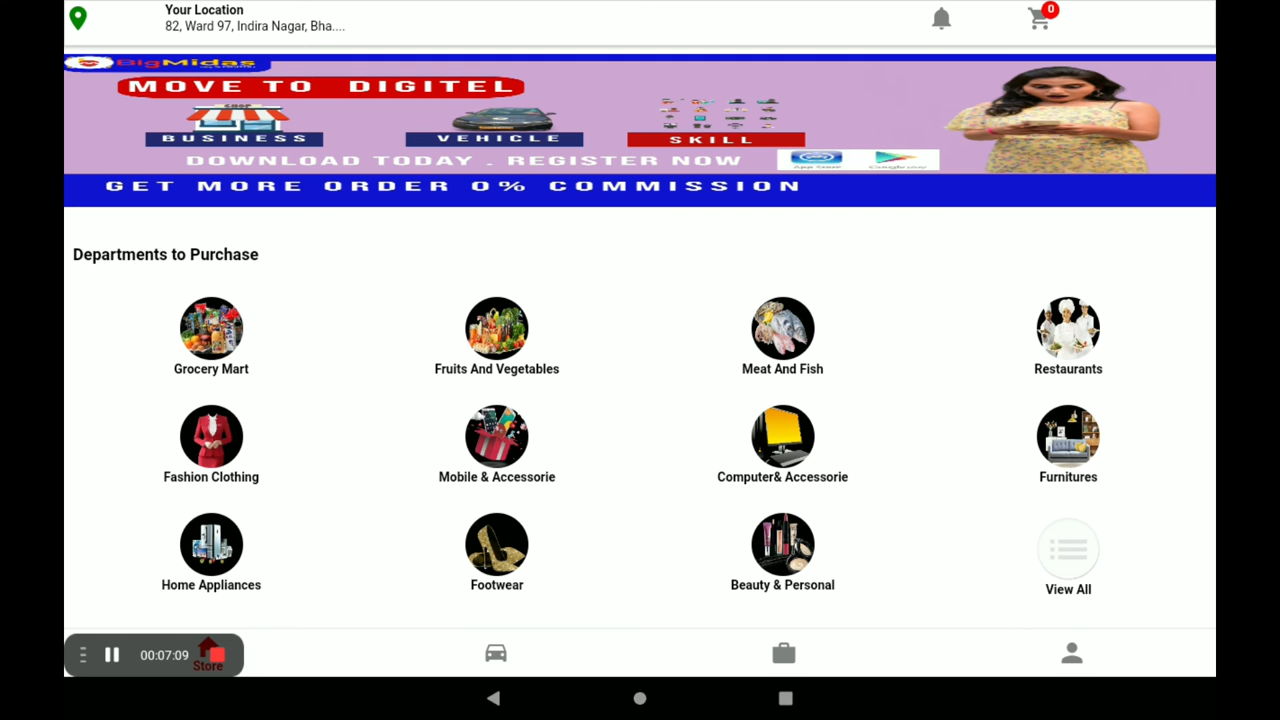 Your Location
82, Ward 97, Indira Nagar, Bha....
0
BigMidas
MOVE TO DIGITEL
SHOP
BUSINESS
VEHICLE
SKILL
DOWNLOAD TODAY . REGISTER NOW
GET MORE ORDER 0% COMMISSION
Departments to Purchase
Grocery Mart
Fruits And Vegetables
Meat And Fish
Restaurants
Fashion Clothing
Mobile & Accessorie
Computer& Accessorie
Furnitures
Home Appliances
Footwear
Beauty & Personal
View All
00:07:09
Store